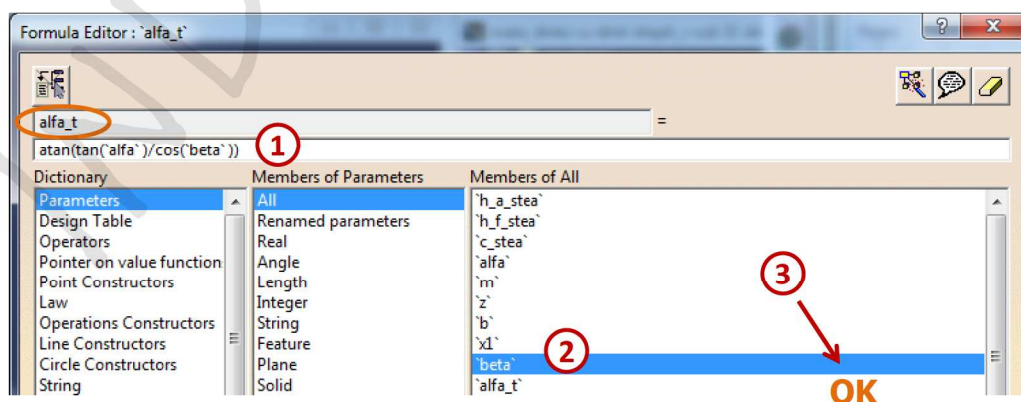 Formula Editor : `alfa_t`
alfa_t
=
atan(tan(`alfa`)/cos(`beta`))
1
Dictionary
Members of Parameters
Members of All
Parameters
Design Table
Operators
Pointer on value function
Point Constructors
Law
Operations Constructors
Line Constructors
Circle Constructors
String
All
Renamed parameters
Real
Angle
Length
Integer
String
Feature
Plane
Solid
`h_a_stea`
`h_f_stea`
`c_stea`
`alfa`
`m`
`z`
`b`
`x1`
`beta`
`alfa_t`
2
3
OK